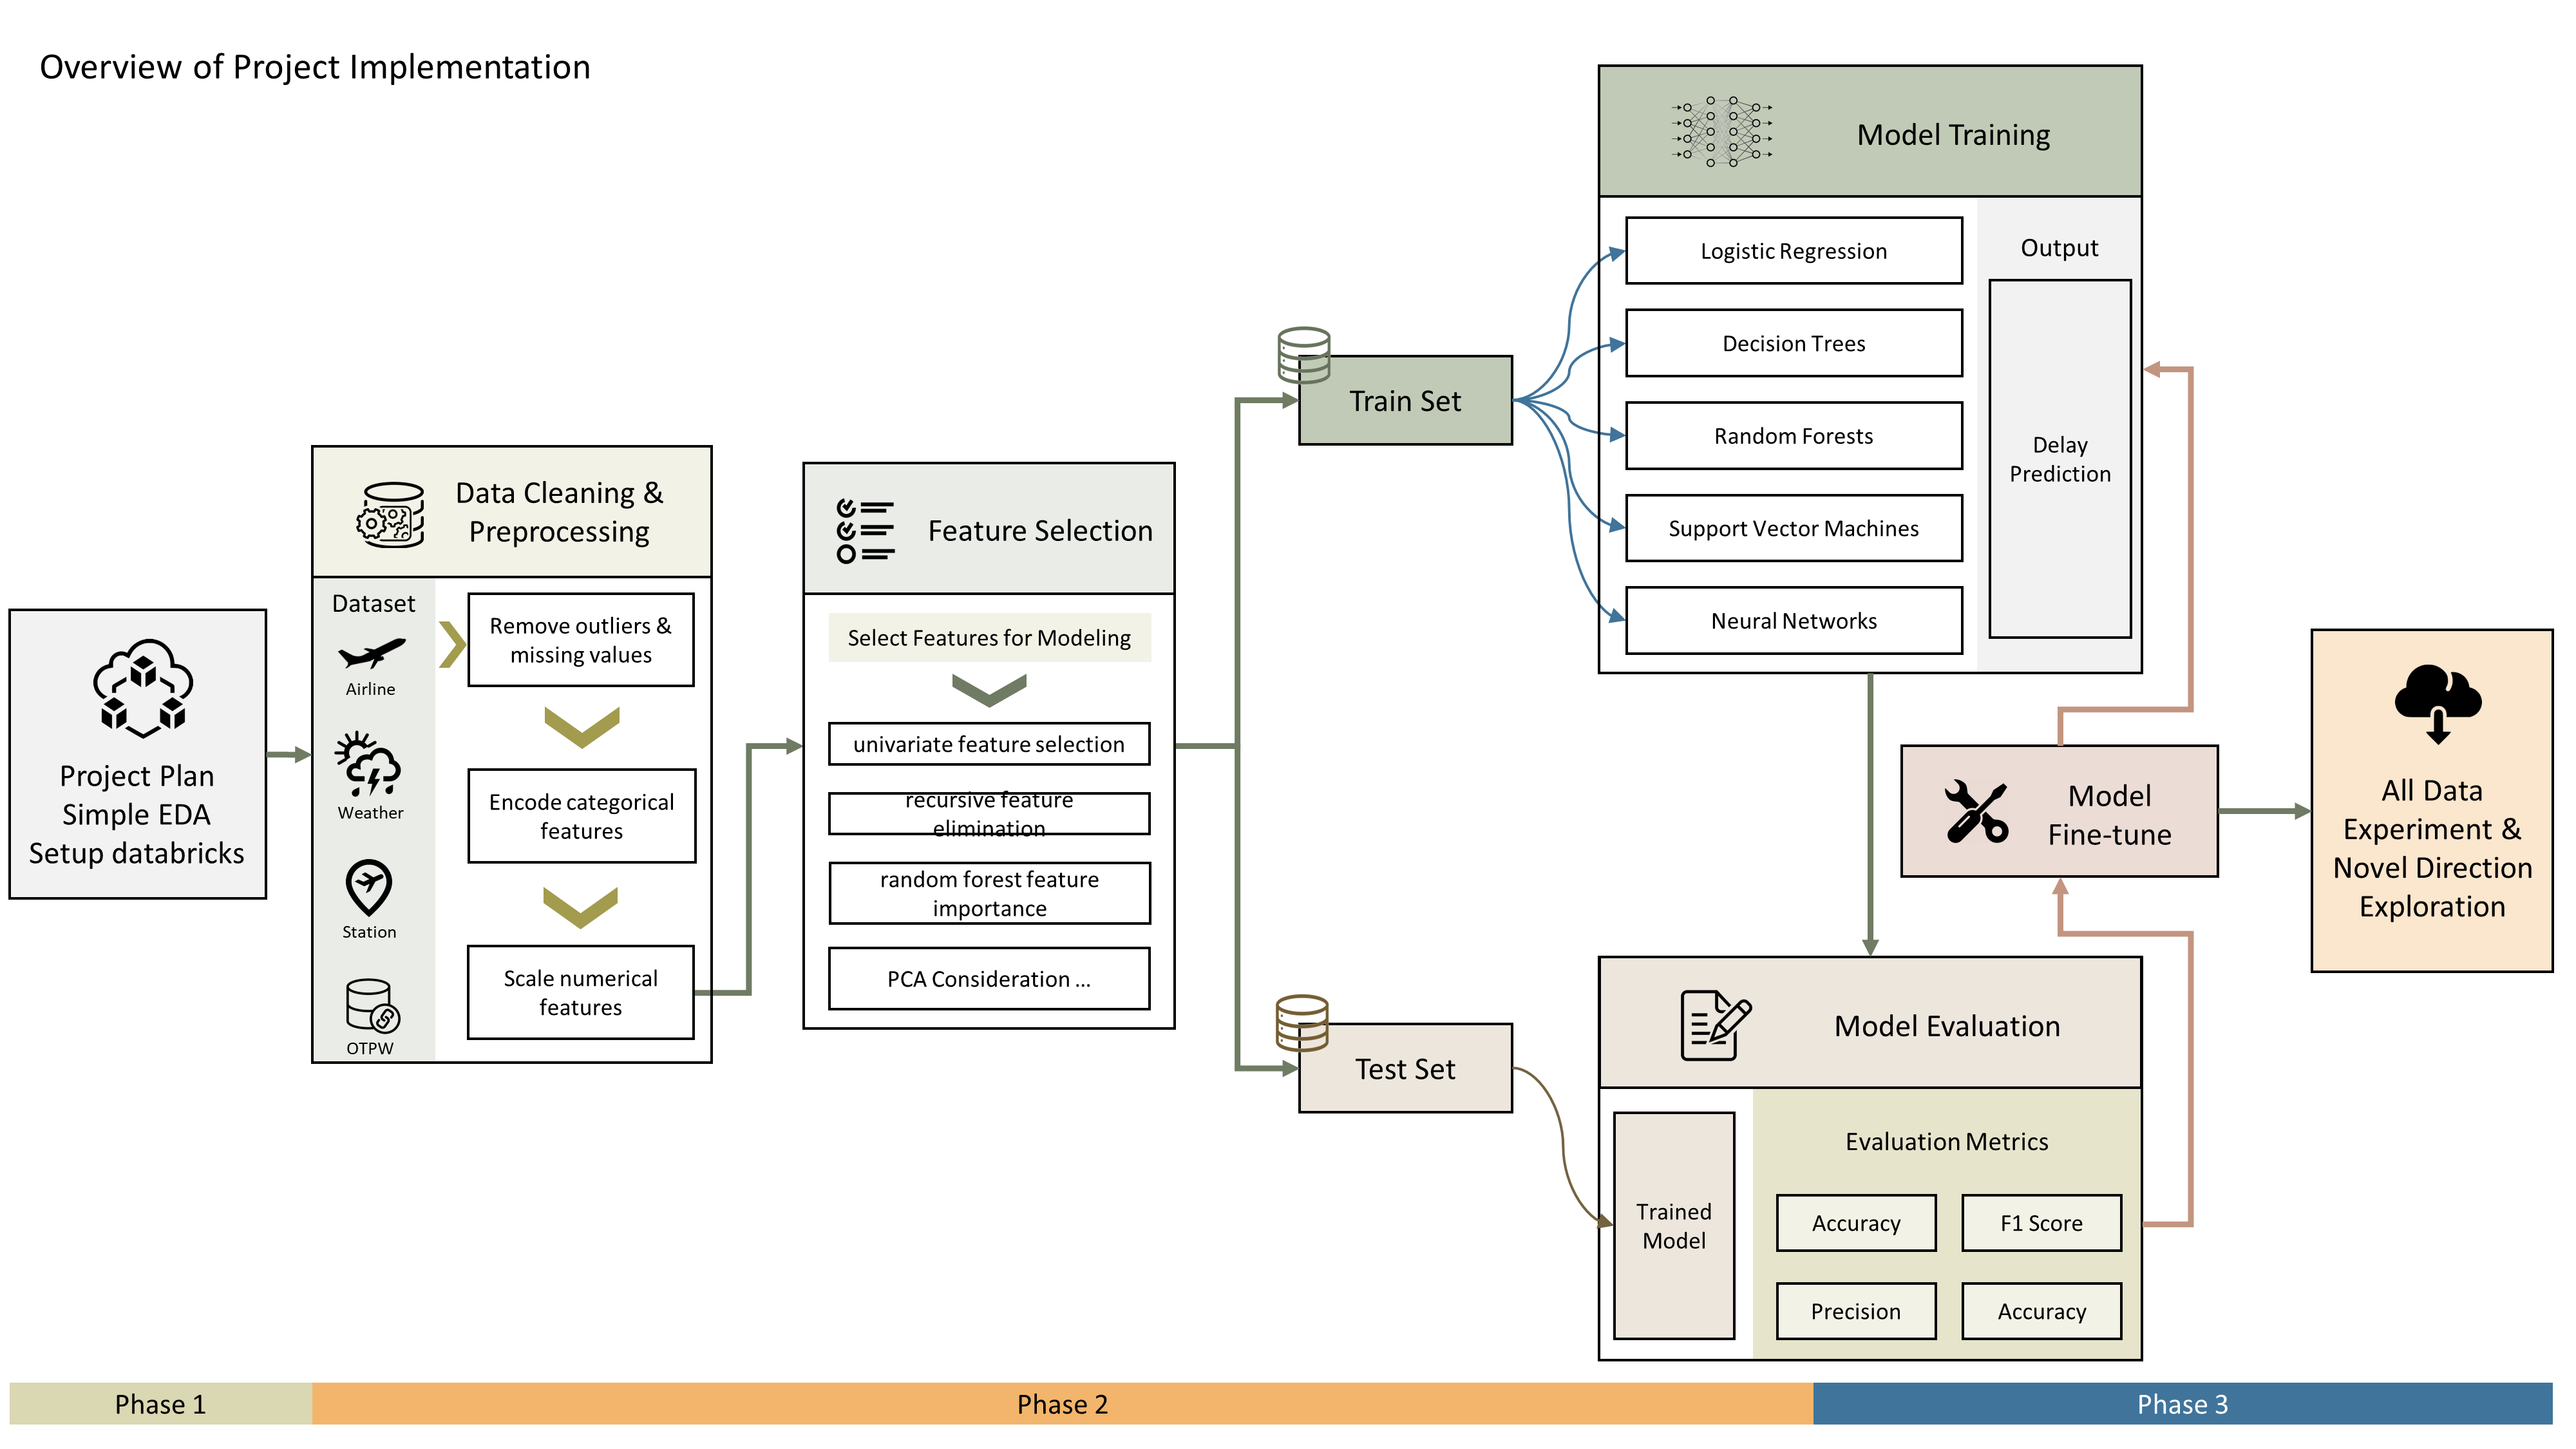 Overview of Project Implementation
Project Plan
Simple EDA
Setup databricks
Data Cleaning &
Preprocessing
Dataset
Airline
Weather
Station
OTPW
Remove outliers &
missing values
Encode categorical
features
Scale numerical
features
Feature Selection
Select Features for Modeling
univariate feature selection
recursive feature
elimination
random forest feature
importance
PCA Consideration ...
Train Set
Test Set
Model Training
Logistic Regression
Decision Trees
Random Forests
Support Vector Machines
Neural Networks
Output
Delay
Prediction
Model
Fine-tune
Model Evaluation
Trained
Model
Evaluation Metrics
Accuracy
F1 Score
Precision
Accuracy
All Data
Experiment &
Novel Direction
Exploration
Phase 1
Phase 2
Phase 3